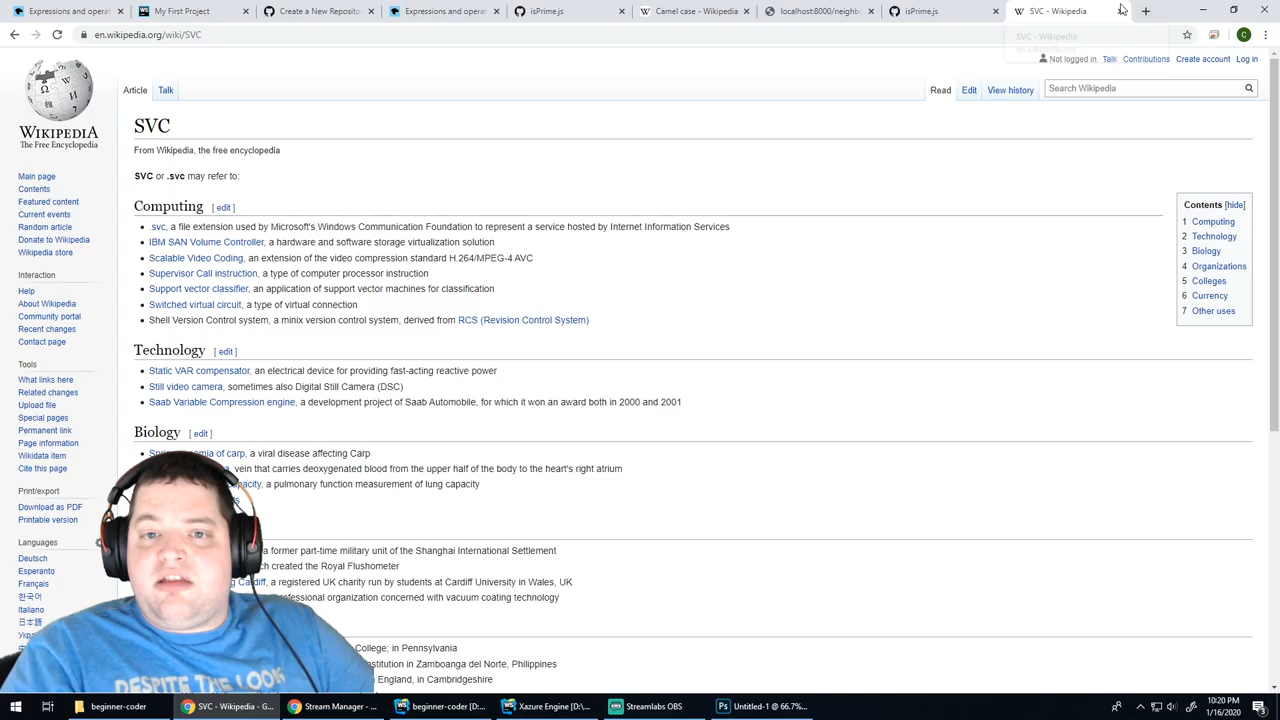 Expressions and operat
My First Project
Create a New Reposito
Expressions and operat
isPrime.js
Camel case - Wikipedia
localhost:8000/neighb
isPrime.js
SVC - Wikipedia
en.wikipedia.org/wiki/SVC
SVC - Wikipedia
en.wikipedia.org
Not logged in Talk Contributions Create account Log in
Article Talk
Read Edit View history
Search Wikipedia
WIKIPEDIA
The Free Encyclopedia
Main page
Contents
Featured content
Current events
Random article
Donate to Wikipedia
Wikipedia store
Interaction
Help
About Wikipedia
Community portal
Recent changes
Contact page
Tools
What links here
Related changes
Upload file
Special pages
Permanent link
Page information
Wikidata item
Cite this page
Print/export
Download as PDF
Printable version
Languages
Deutsch
Esperanto
Français
한국어
Italiano
日本語
SVC
From Wikipedia, the free encyclopedia
SVC or .svc may refer to:
Computing [ edit ]
.svc, a file extension used by Microsoft's Windows Communication Foundation to represent a service hosted by Internet Information Services
IBM SAN Volume Controller, a hardware and software storage virtualization solution
Scalable Video Coding, an extension of the video compression standard H.264/MPEG-4 AVC
Supervisor Call instruction, a type of computer processor instruction
Support vector classifier, an application of support vector machines for classification
Switched virtual circuit, a type of virtual connection
Shell Version Control system, a minix version control system, derived from RCS (Revision Control System)
Technology [ edit ]
Static VAR compensator, an electrical device for providing fast-acting reactive power
Still video camera, sometimes also Digital Still Camera (DSC)
Saab Variable Compression engine, a development project of Saab Automobile, for which it won an award both in 2000 and 2001
Biology [ edit ]
of carp, a viral disease affecting Carp
vein that carries deoxygenated blood from the upper half of the body to the heart's right atrium
apacity, a pulmonary function measurement of lung capacity
a former part-time military unit of the Shanghai International Settlement
ch created the Royal Flushometer
g Cardiff, a registered UK charity run by students at Cardiff University in Wales, UK
rofessional organization concerned with vacuum coating technology
College; in Pennsylvania
stitution in Zamboanga del Norte, Philippines
England, in Cambridgeshire
Contents [hide]
1 Computing
2 Technology
3 Biology
4 Organizations
5 Colleges
6 Currency
7 Other uses
DESPITE THE LOOK
beginner-coder
SVC - Wikipedia - G...
Stream Manager - ...
beginner-coder [D:...
Xazure Engine [D:\...
Streamlabs OBS
Untitled-1 @ 66.7%...
10:20 PM
1/16/2020